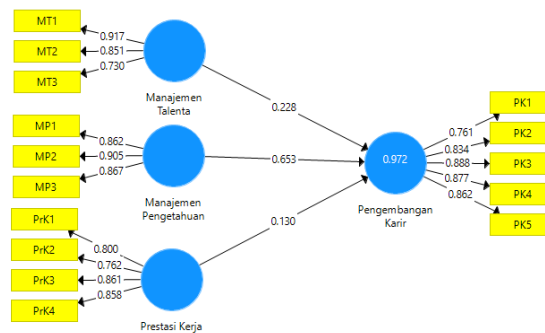 MT1
0.917
MT2
0.851
MT3
0.730
Manajemen
Talenta
0.228
MP1
0.862
MP2
0.905
MP3
0.867
Manajemen
Pengetahuan
0.653
PrK1
0.800
PrK2
0.762
PrK3
0.861
PrK4
0.858
Prestasi Kerja
0.130
0.972
Pengembangan
Karir
PK1
0.761
PK2
0.834
PK3
0.888
PK4
0.877
PK5
0.862